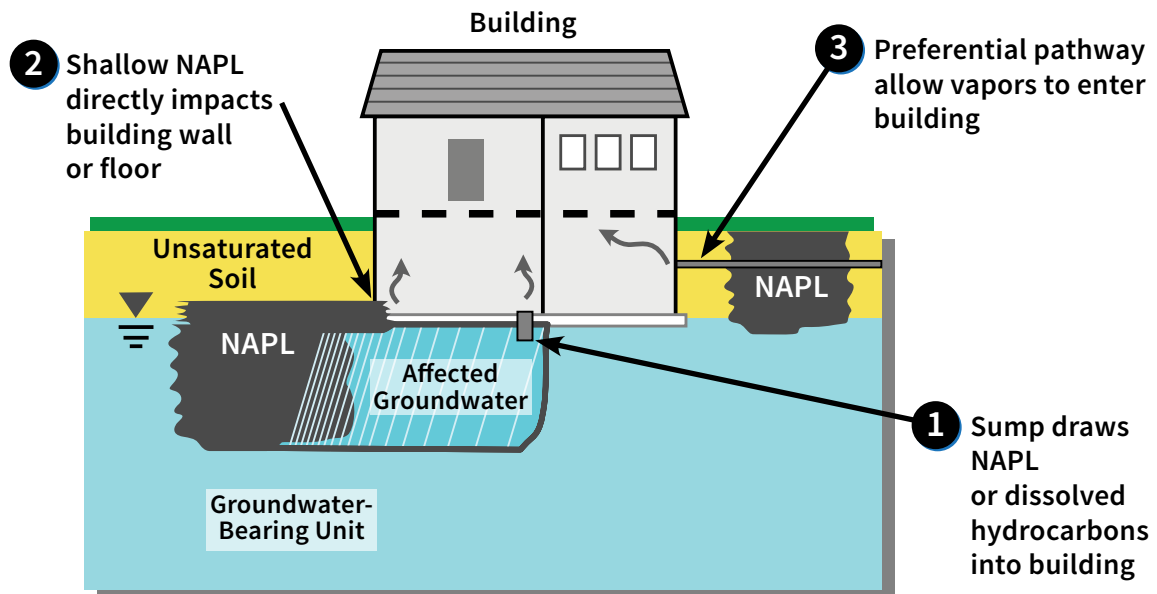 Building
2
Shallow NAPL
directly impacts
building wall
or floor
3
Preferential pathway
allow vapors to enter
building
Unsaturated
Soil
NAPL
NAPL
Affected
Groundwater
1
Sump draws
NAPL
or dissolved
hydrocarbons
into building
Groundwater-
Bearing Unit